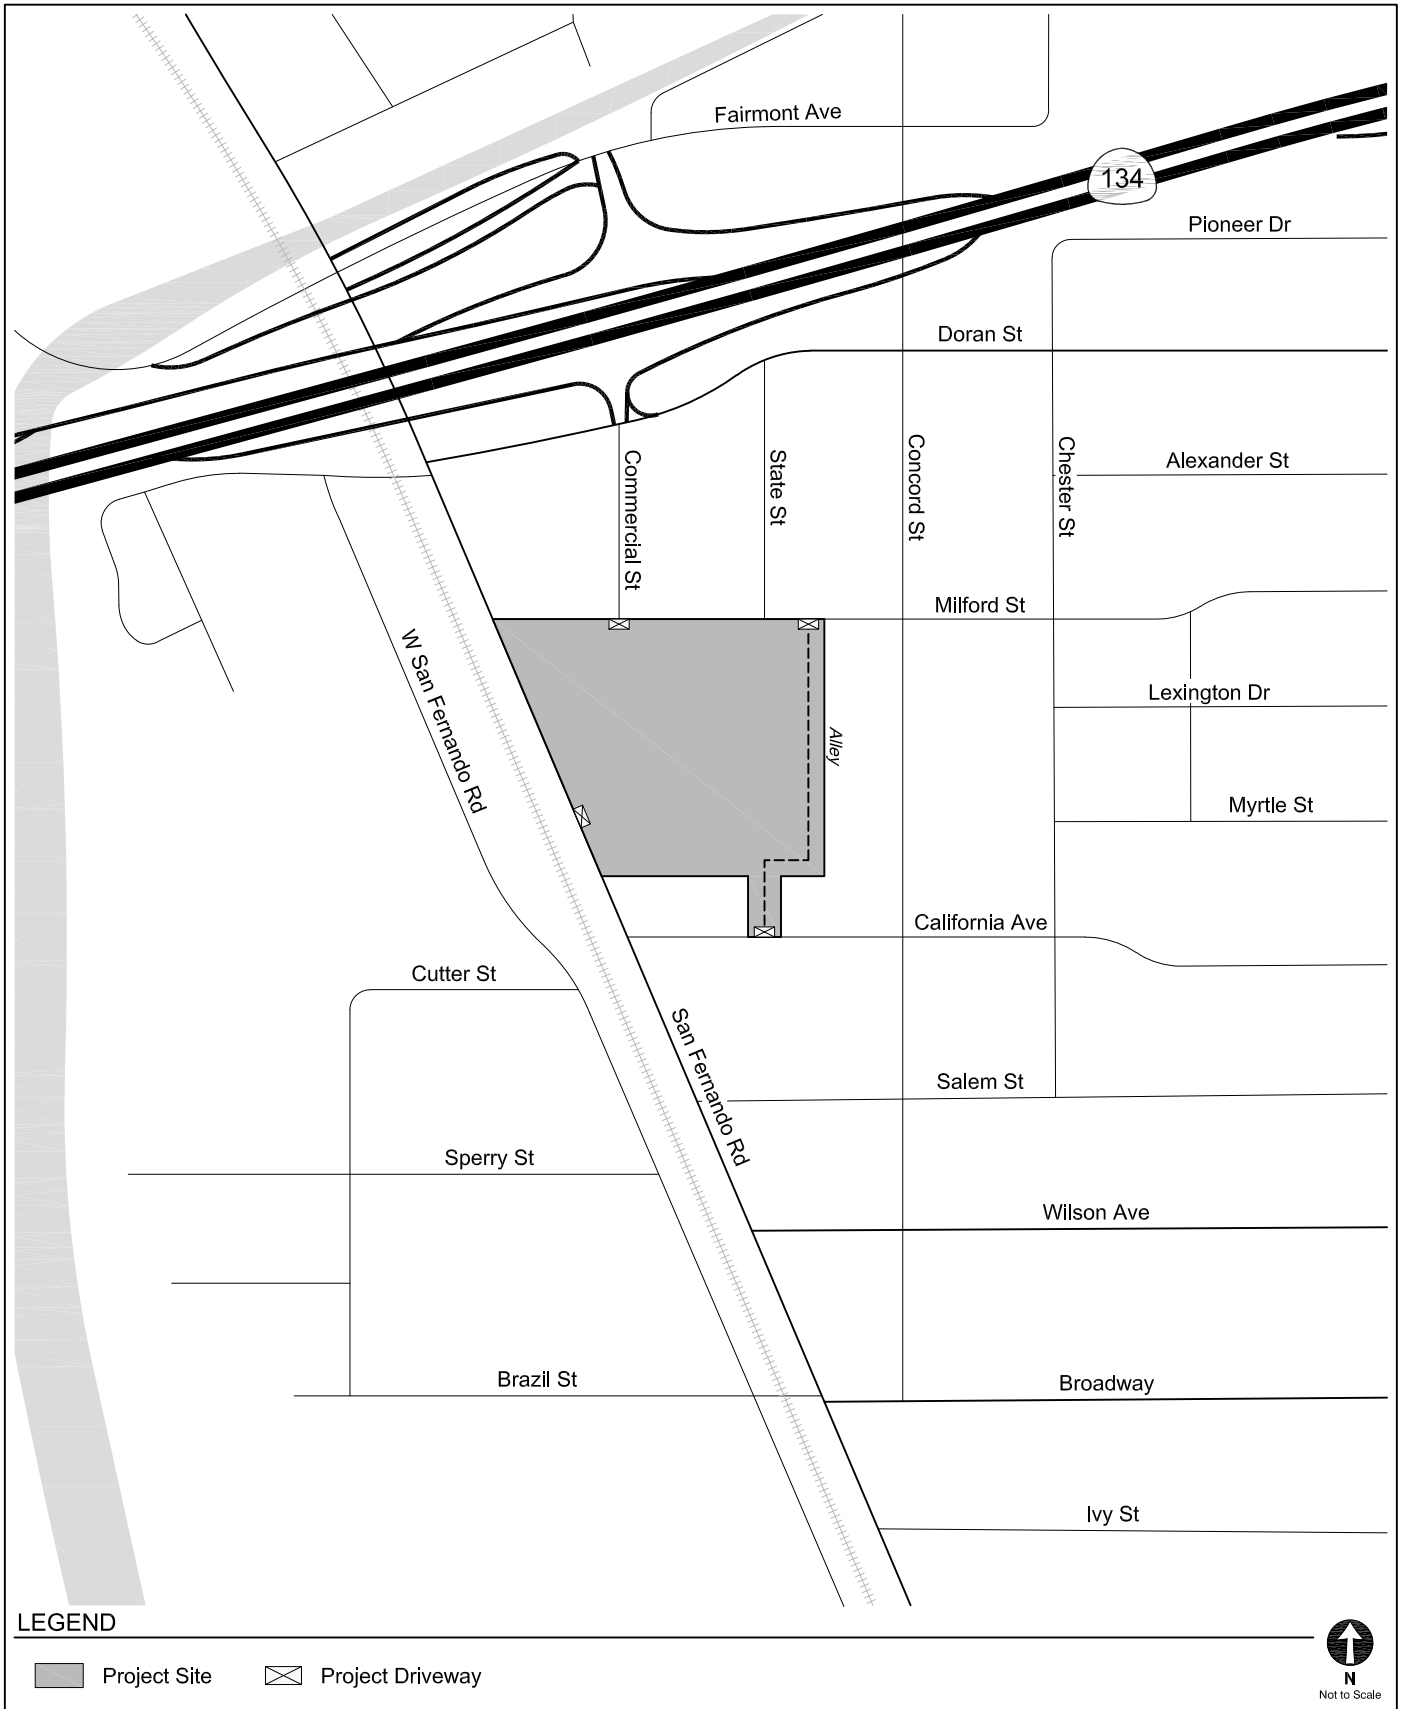 Fairmont Ave
134
Pioneer Dr
Doran St
Commercial St
State St
Concord St
Chester St
Alexander St
Milford St
W San Fernando Rd
Lexington Dr
Alley
Myrtle St
California Ave
Cutter St
San Fernando Rd
Salem St
Sperry St
Wilson Ave
Brazil St
Broadway
Ivy St
LEGEND
Project Site
Project Driveway
N
Not to Scale